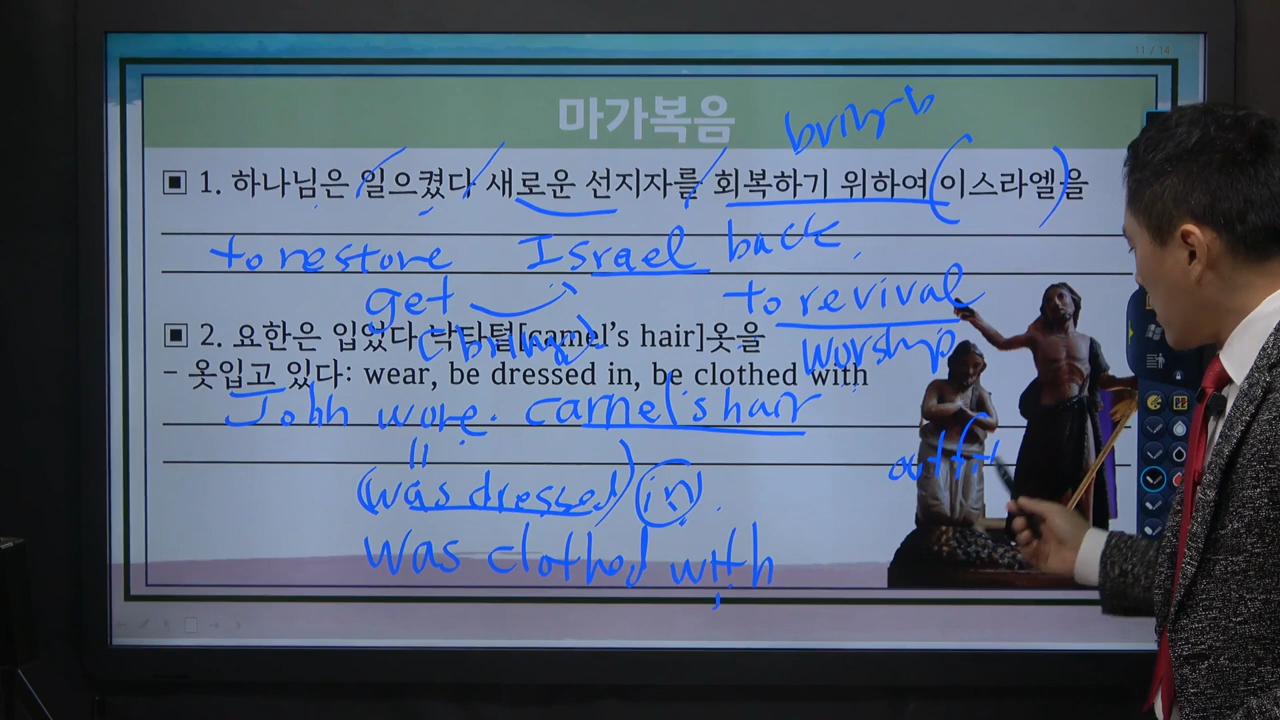 11 / 14
마가복음
bring b
▣ 1. 하나님은 일으켰다 새로운 선지자를 회복하기 위하여 (이스라엘)을
to restore Israel back
get to revival
▣ 2. 요한은 입었다 낙타털[camel's hair]옷을
(bring) worship
- 옷입고 있다: wear, be dressed in, be clothed with
John wore. camel's hair
outfit
(was dressed) in
was clothed with